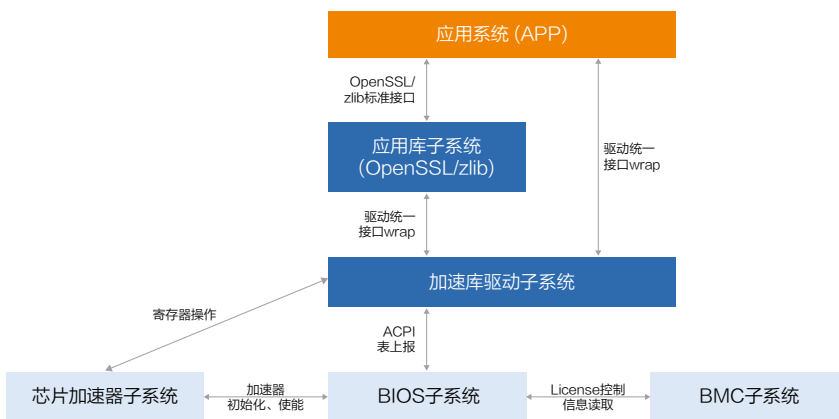 应用系统 (APP)
OpenSSL/
zlib标准接口
应用库子系统
(OpenSSL/zlib)
驱动统一
接口wrap
驱动统一
接口wrap
加速库驱动子系统
寄存器操作
ACPI
表上报
芯片加速器子系统
加速器
初始化、使能
BIOS子系统
License控制
信息读取
BMC子系统